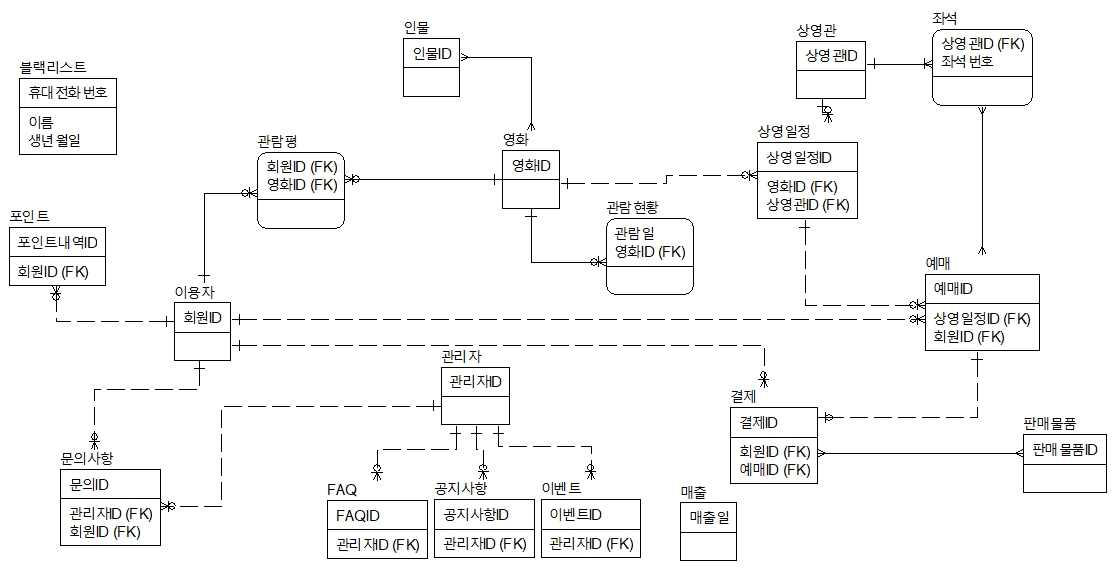 블랙리스트
휴대 전화 번호
이름
생년 월일
인물
인물ID
상영관
상영관ID
좌석
상영관ID (FK)
좌석 번호
관람평
회원ID (FK)
영화ID (FK)
영화
영화ID
상영일정
상영일정ID
영화ID (FK)
상영관ID (FK)
관람 현황
관람 일
영화ID (FK)
포인트
포인트내역ID
회원ID (FK)
이용자
회원ID
예매
예매ID
상영일정ID (FK)
회원ID (FK)
관리자
관리자ID
결제
결제ID
회원ID (FK)
예매ID (FK)
판매물품
판매 물품ID
문의사항
문의ID
관리자ID (FK)
회원ID (FK)
FAQ
FAQID
관리자ID (FK)
공지사항
공지사항ID
관리자ID (FK)
이벤트
이벤트ID
관리자ID (FK)
매출
매출일